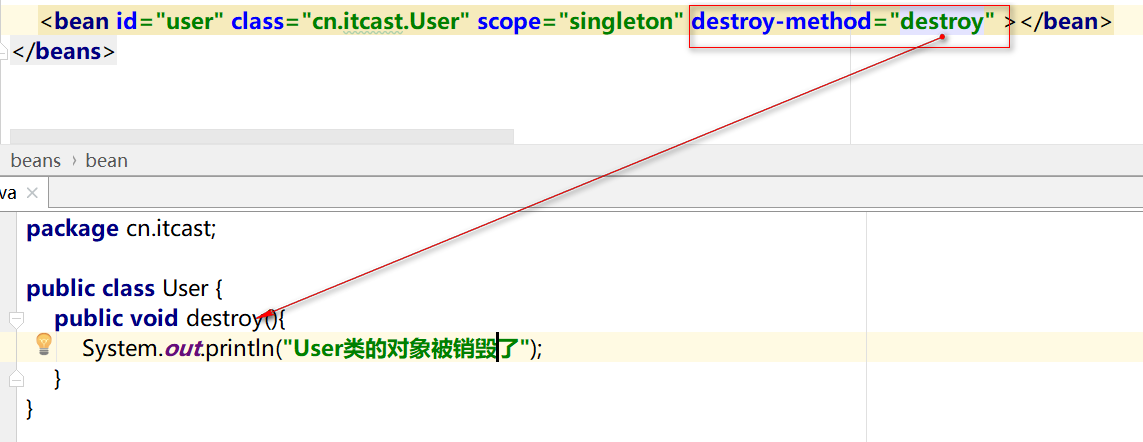 <bean id="user" class="cn.itcast.User" scope="singleton" destroy-method="destroy" ></bean>
</beans>
beans › bean
va ×
package cn.itcast;
public class User {
public void destroy(){
System.out.println("User类的对象被销毁了");
}
}